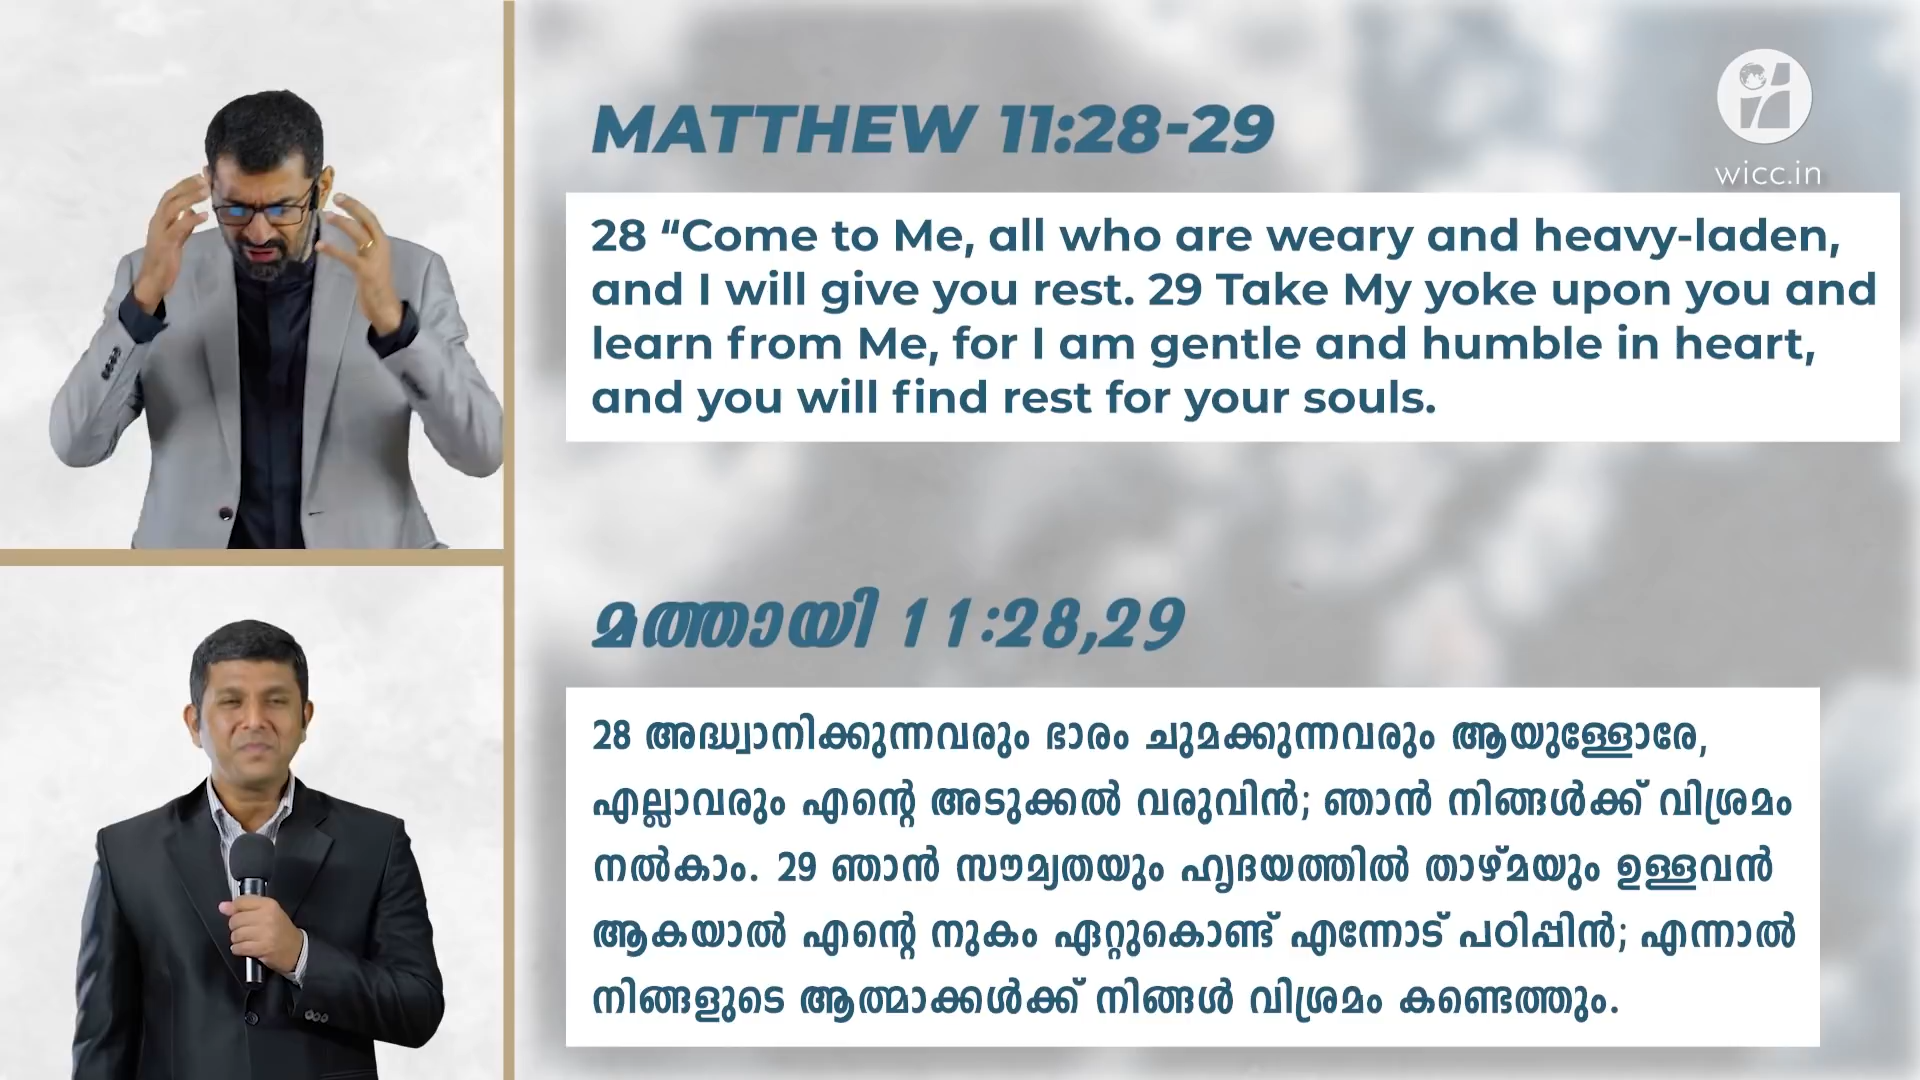 MATTHEW 11:28-29
wicc.in
28 “Come to Me, all who are weary and heavy-laden,
and I will give you rest. 29 Take My yoke upon you and
learn from Me, for I am gentle and humble in heart,
and you will find rest for your souls.
മത്തായി 11:28,29
28 അദ്ധ്വാനിക്കുന്നവരും ഭാരം ചുമക്കുന്നവരും ആയുള്ളോരേ,
എല്ലാവരും എന്റെ അടുക്കൽ വരുവിൻ; ഞാൻ നിങ്ങൾക്ക് വിശ്രമം
നൽകാം. 29 ഞാൻ സൗമ്യതയും ഹൃദയത്തിൽ താഴ്മയും ഉള്ളവൻ
ആകയാൽ എന്റെ നുകം ഏറ്റുകൊണ്ട് എന്നോട് പഠിപ്പിൻ; എന്നാൽ
നിങ്ങളുടെ ആത്മാക്കൾക്ക് നിങ്ങൾ വിശ്രമം കണ്ടെത്തും.